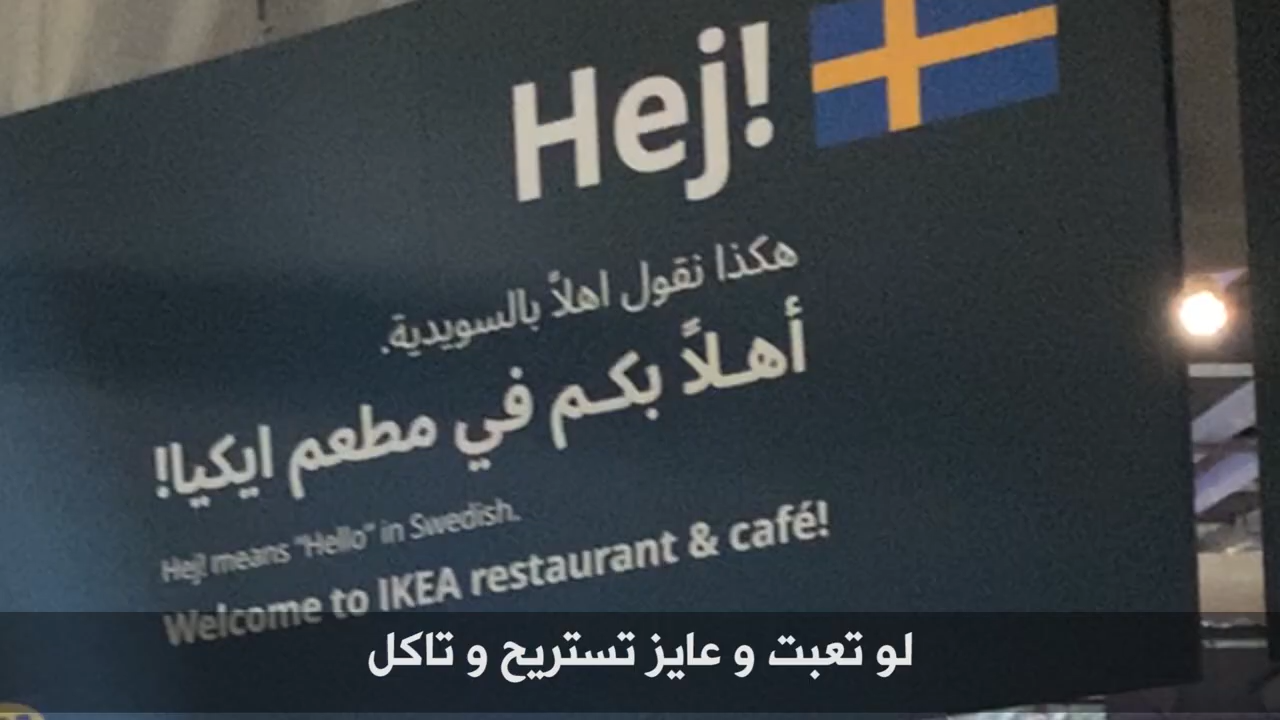 Hej!
هكذا نقول اهلاً بالسويدية.
أهـلاً بكـم في مطعم ايكيا!
Hej! means “Hello” in Swedish.
Welcome to IKEA restaurant & café!
لو تعبت و عايز تستريح و تاكل